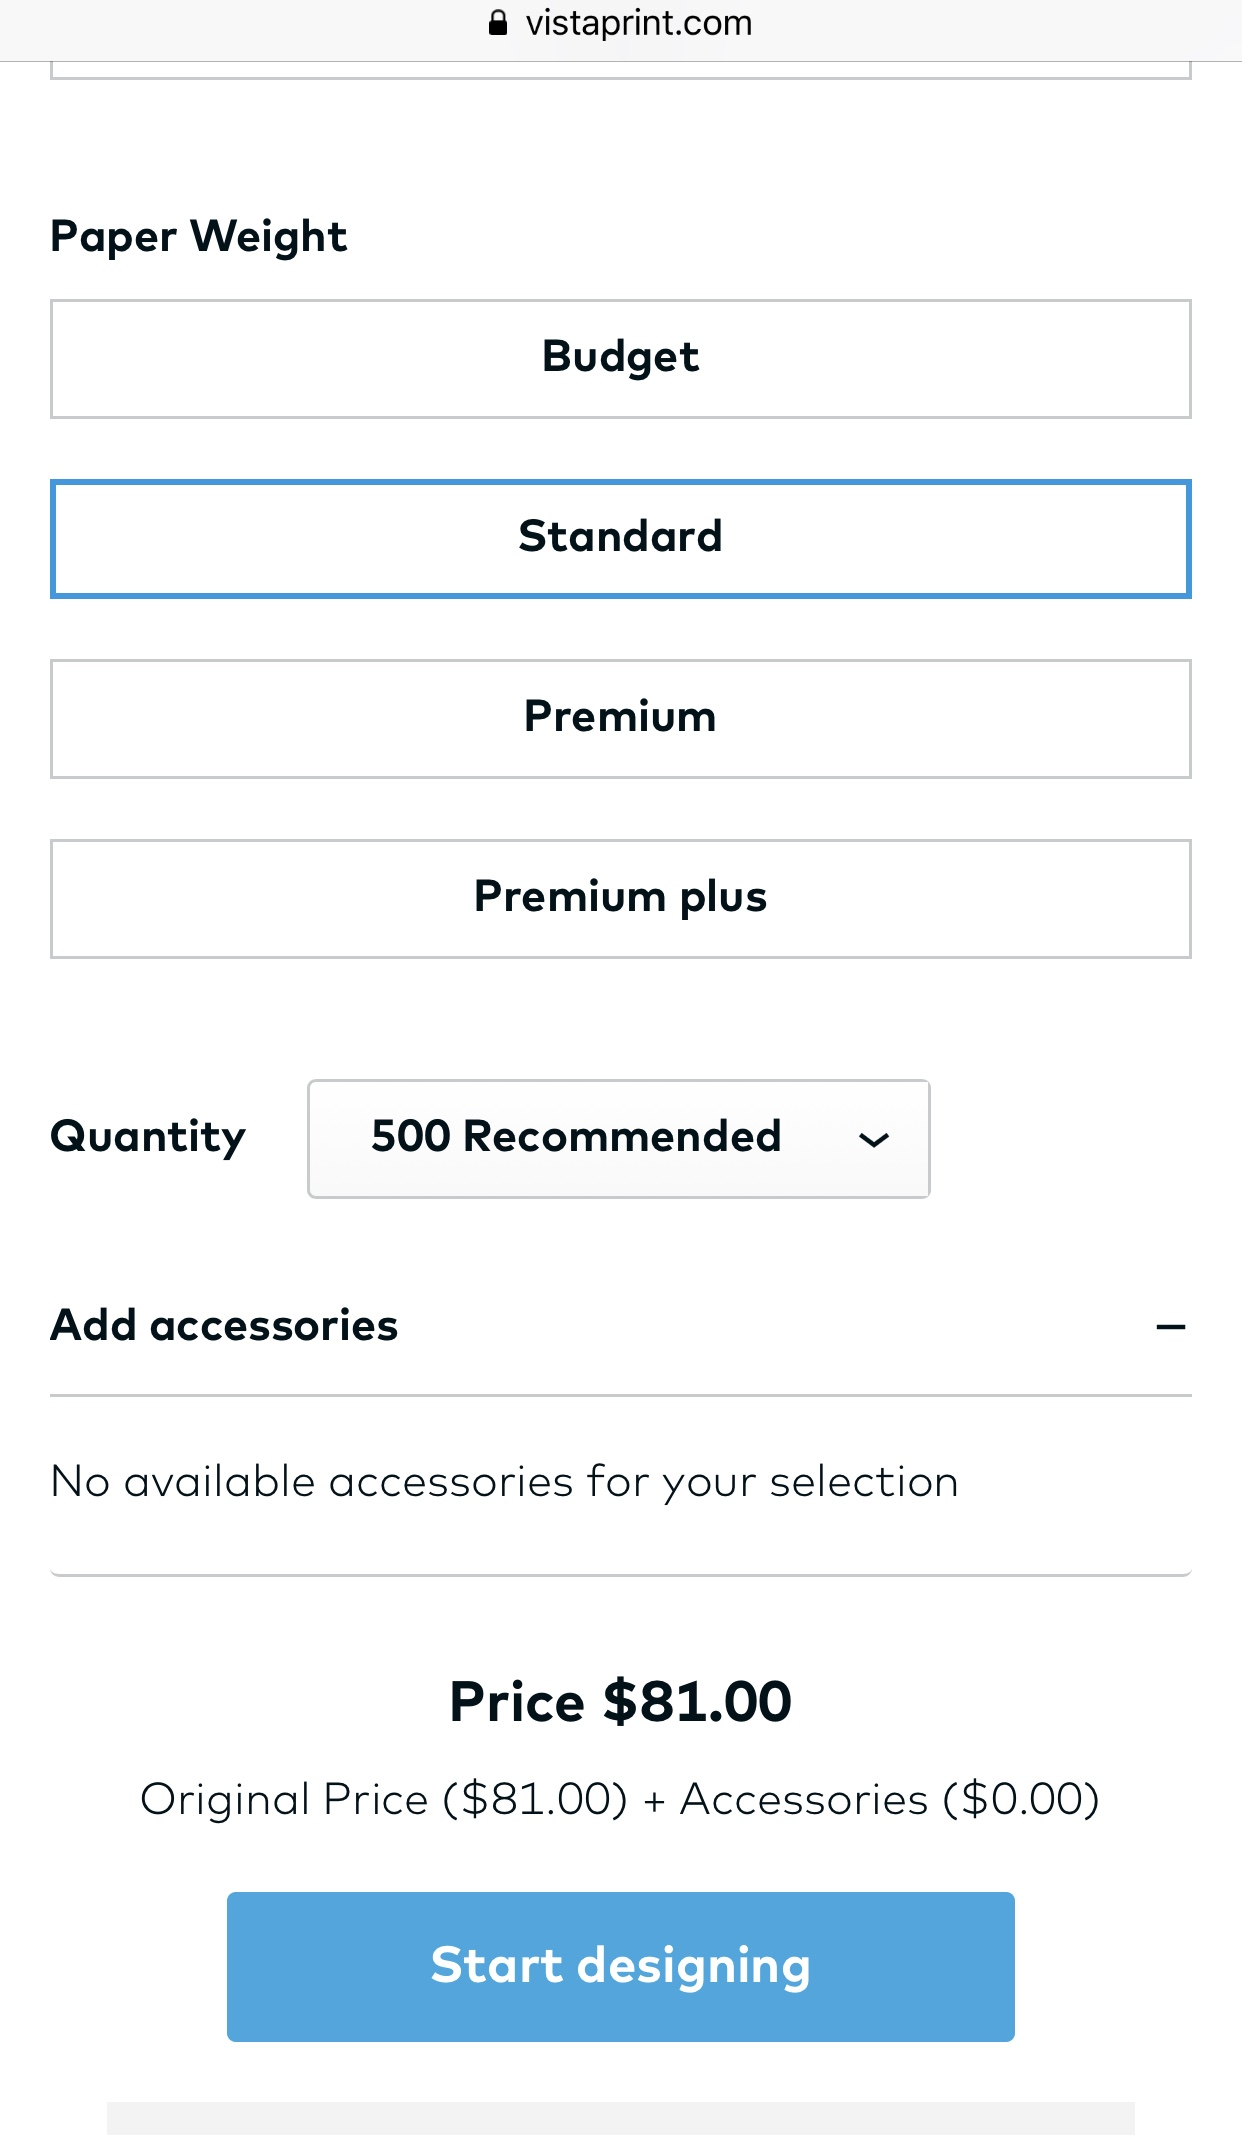 vistaprint.com
Paper Weight
Budget
Standard
Premium
Premium plus
Quantity
500 Recommended
Add accessories
No available accessories for your selection
Price $81.00
Original Price ($81.00) + Accessories ($0.00)
Start designing